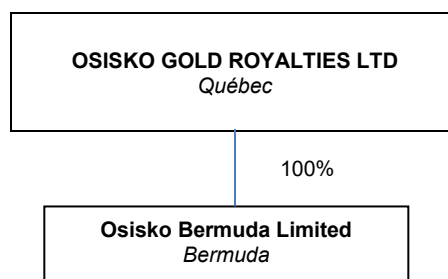 OSISKO GOLD ROYALTIES LTD
Québec
100%
Osisko Bermuda Limited
Bermuda